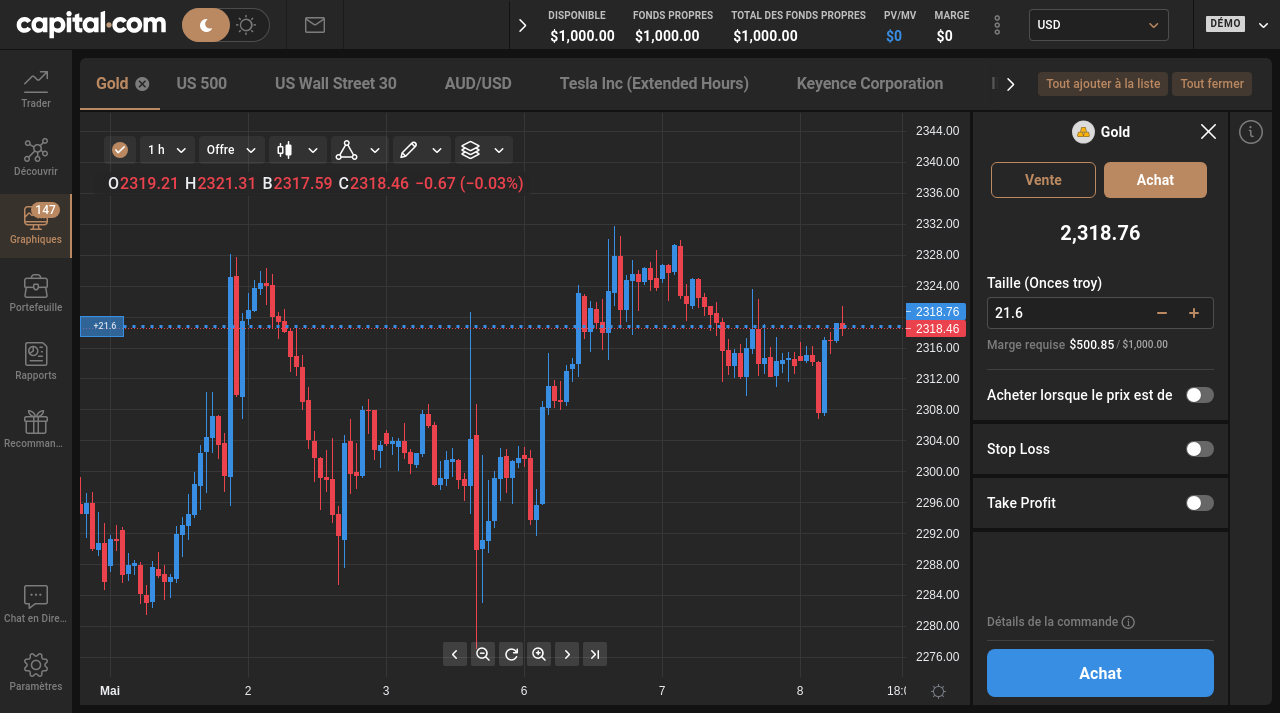 capital.com
DISPONIBLE
$1,000.00
FONDS PROPRES
$1,000.00
TOTAL DES FONDS PROPRES
$1,000.00
PV/MV
$0
MARGE
$0
USD
DÉMO
Trader
Découvrir
147
Graphiques
Portefeuille
Rapports
Recomman...
Chat en Dire...
Paramètres
Gold
US 500
US Wall Street 30
AUD/USD
Tesla Inc (Extended Hours)
Keyence Corporation
Tout ajouter à la liste
Tout fermer
1 h
Offre
O2319.21 H2321.31 B2317.59 C2318.46 −0.67 (−0.03%)
+21.6
2344.00
2340.00
2336.00
2332.00
2328.00
2324.00
2318.76
2318.46
2316.00
2312.00
2308.00
2304.00
2300.00
2296.00
2292.00
2288.00
2284.00
2280.00
2276.00
Mai 2 3 6 7 8 18:0
Gold
Vente
Achat
2,318.76
Taille (Onces troy)
21.6
Marge requise $500.85 / $1,000.00
Acheter lorsque le prix est de
Stop Loss
Take Profit
Détails de la commande
Achat